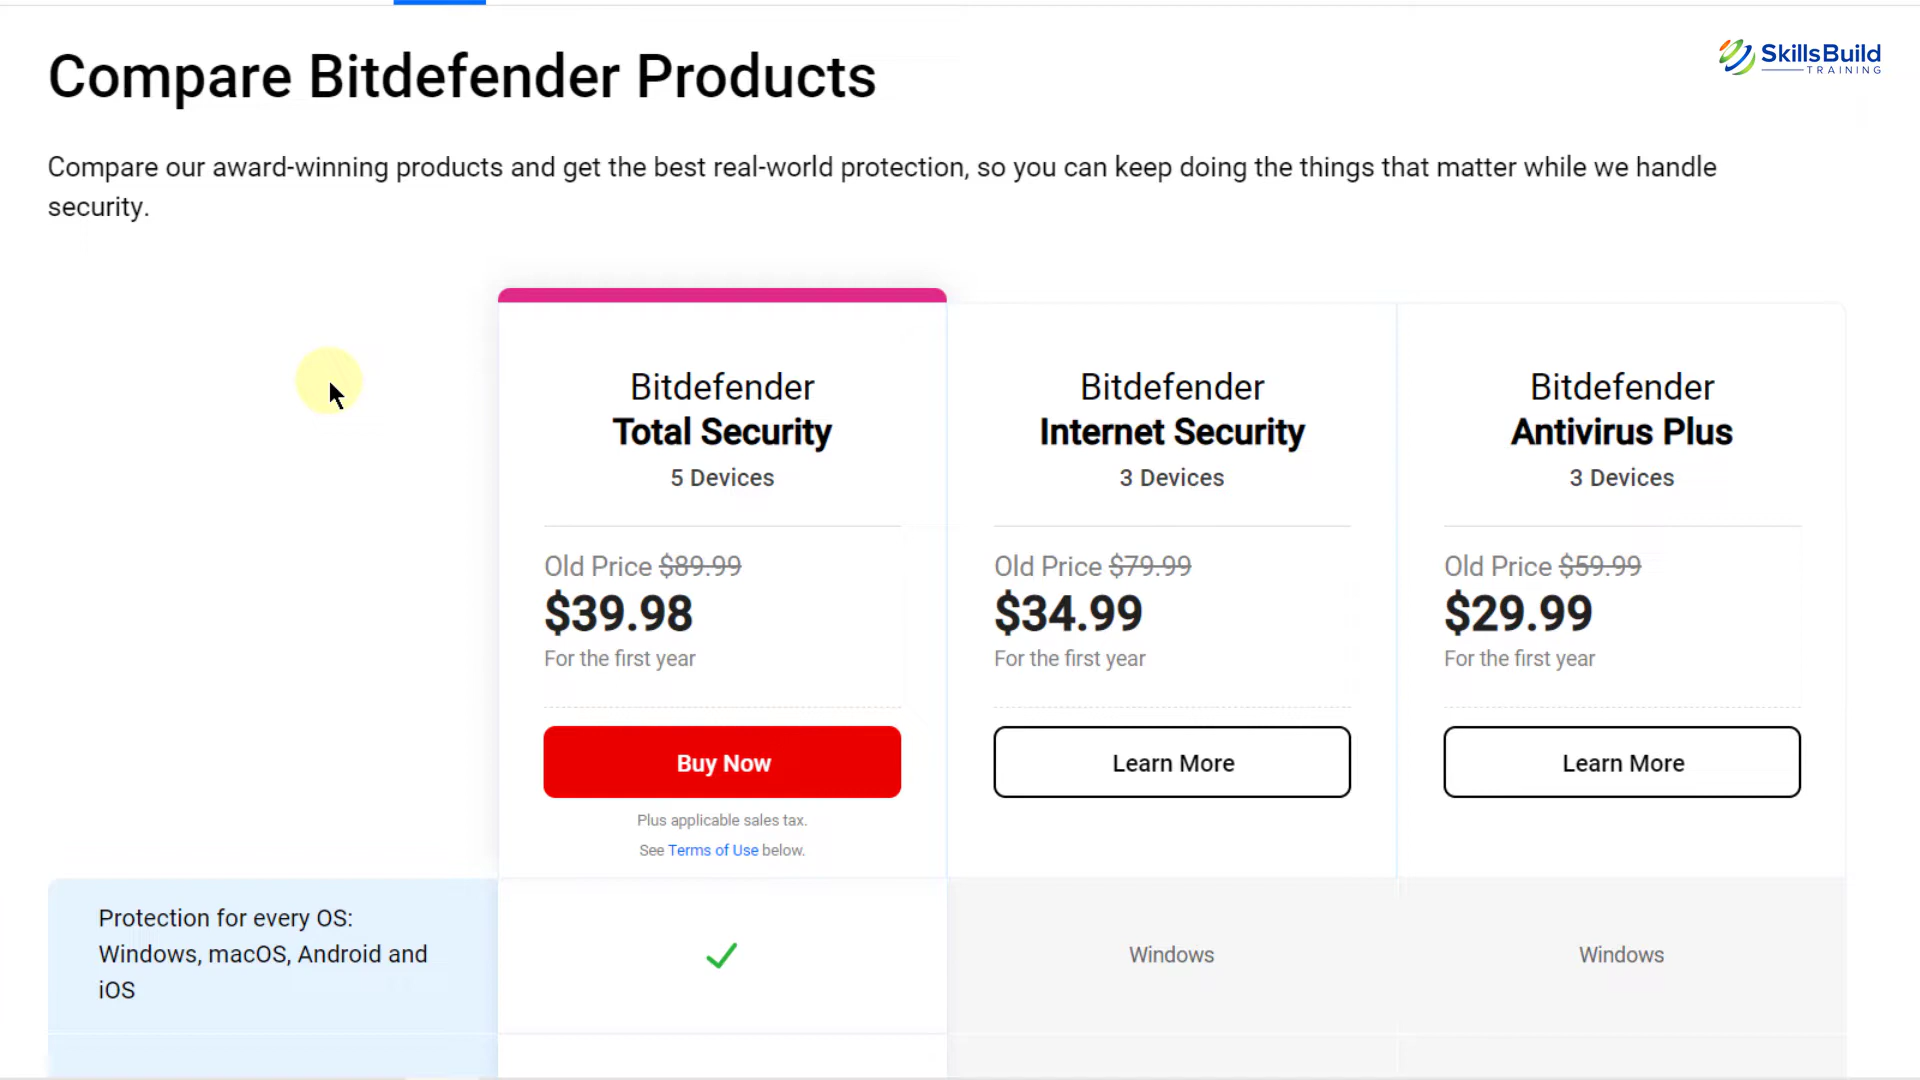 Compare Bitdefender Products
SkillsBuild
TRAINING
Compare our award-winning products and get the best real-world protection, so you can keep doing the things that matter while we handle
security.
Bitdefender
Total Security
5 Devices
Old Price $89.99
$39.98
For the first year
Buy Now
Plus applicable sales tax.
See Terms of Use below.
Bitdefender
Internet Security
3 Devices
Old Price $79.99
$34.99
For the first year
Learn More
Bitdefender
Antivirus Plus
3 Devices
Old Price $59.99
$29.99
For the first year
Learn More
Protection for every OS:
Windows, macOS, Android and
iOS
Windows
Windows